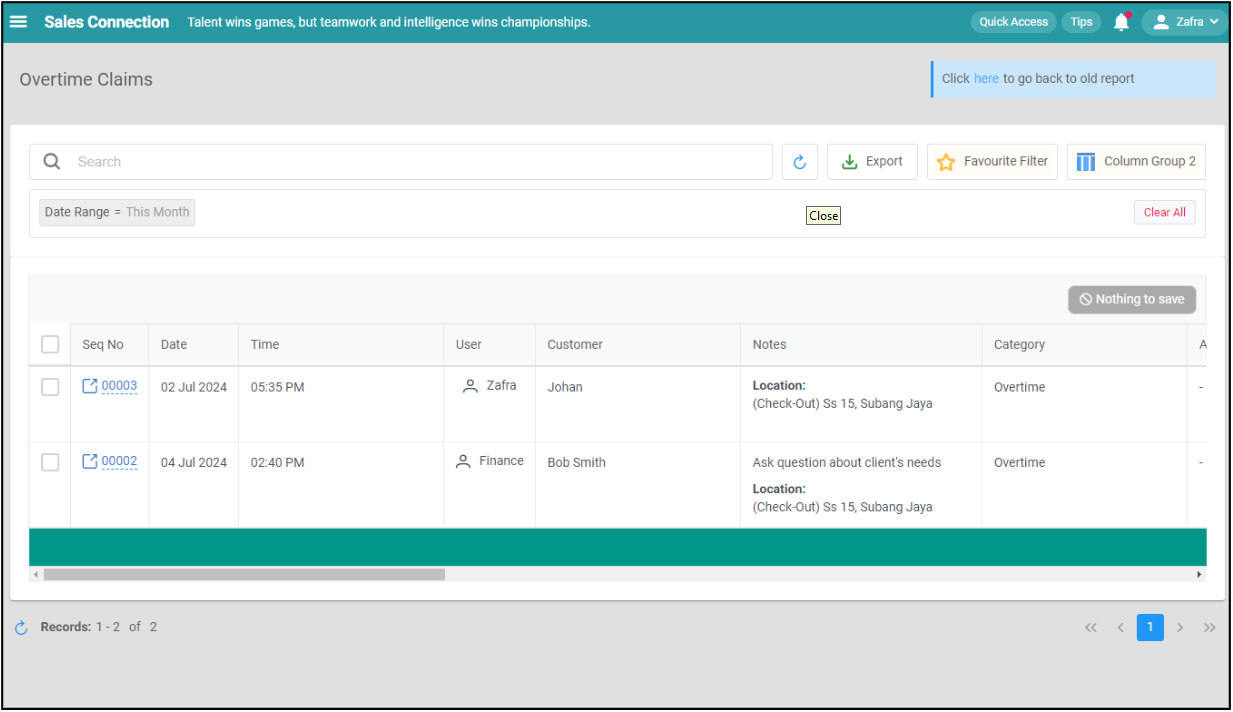 Sales Connection Talent wins games, but teamwork and intelligence wins championships. Quick Access Tips Zafra
Overtime Claims
Click here to go back to old report
Search Export Favourite Filter Column Group 2
Date Range = This Month Close Clear All
Nothing to save
Seq No Date Time User Customer Notes Category A
00003 02 Jul 2024 05:35 PM Zafra Johan Location: Overtime -
(Check-Out) Ss 15, Subang Jaya
00002 04 Jul 2024 02:40 PM Finance Bob Smith Ask question about client's needs Overtime -
Location:
(Check-Out) Ss 15, Subang Jaya
Records: 1 - 2 of 2 << < 1 > >>